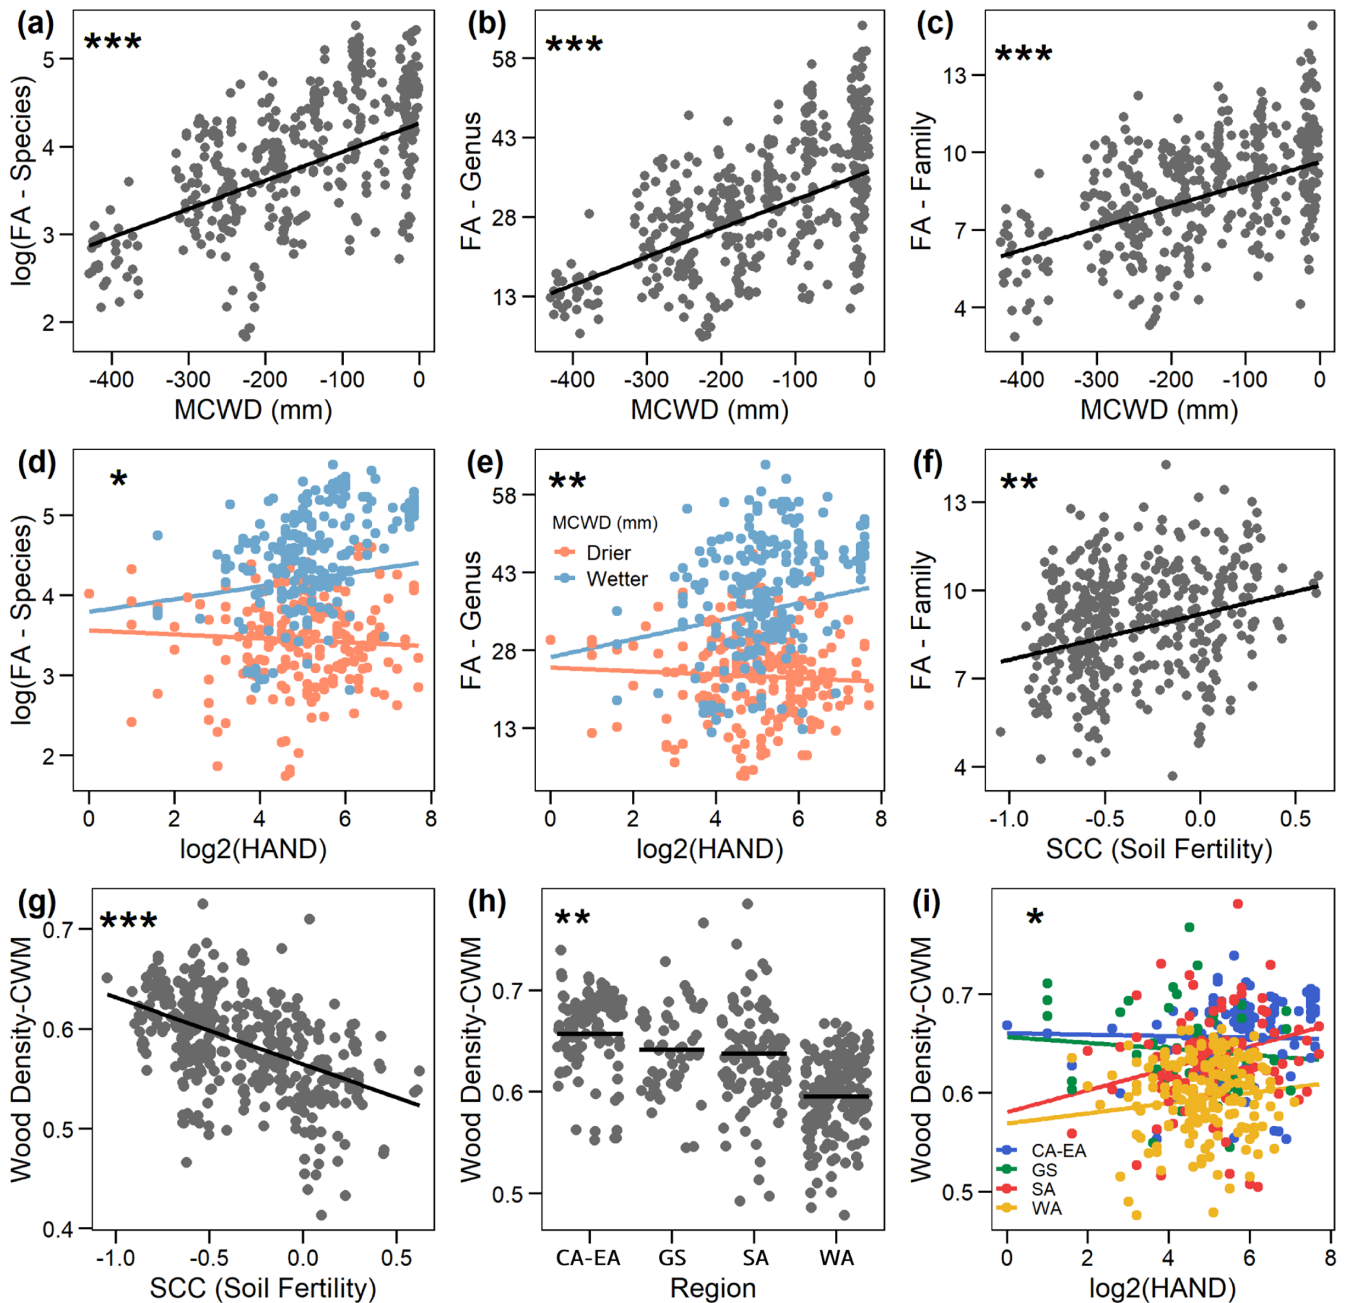 (a)
***
log(FA - Species)
5
4
3
2
-400 -300 -200 -100 0
MCWD (mm)
(b)
***
FA - Genus
58
43
28
13
-400 -300 -200 -100 0
MCWD (mm)
(c)
***
FA - Family
13
10
7
4
-400 -300 -200 -100 0
MCWD (mm)
(d)
*
log(FA - Species)
5
4
3
2
0 2 4 6 8
log2(HAND)
(e)
**
MCWD (mm)
Drier
Wetter
FA - Genus
58
43
28
13
0 2 4 6 8
log2(HAND)
(f)
**
FA - Family
13
10
7
4
-1.0 -0.5 0.0 0.5
SCC (Soil Fertility)
(g)
***
Wood Density-CWM
0.7
0.6
0.5
0.4
-1.0 -0.5 0.0 0.5
SCC (Soil Fertility)
(h)
**
Wood Density-CWM
0.7
0.6
0.5
CA-EA GS SA WA
Region
(i)
*
Wood Density-CWM
0.7
0.6
0.5
CA-EA
GS
SA
WA
0 2 4 6 8
log2(HAND)